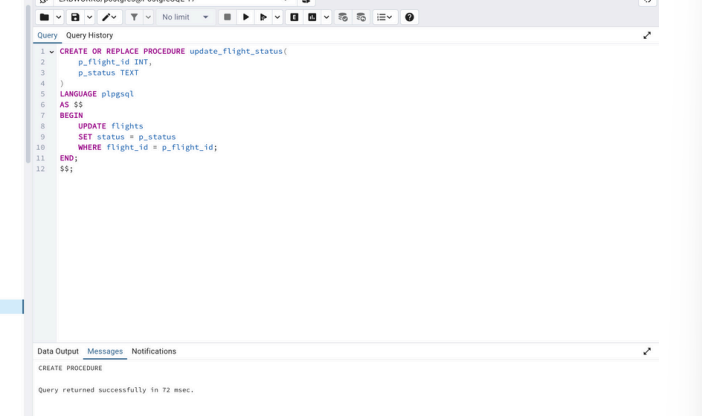 No limit
Query Query History
1 CREATE OR REPLACE PROCEDURE update_flight_status(
2 p_flight_id INT,
3 p_status TEXT
4 )
5 LANGUAGE plpgsql
6 AS $$
7 BEGIN
8 UPDATE flights
9 SET status = p_status
10 WHERE flight_id = p_flight_id;
11 END;
12 $$;
Data Output Messages Notifications
CREATE PROCEDURE
Query returned successfully in 72 msec.